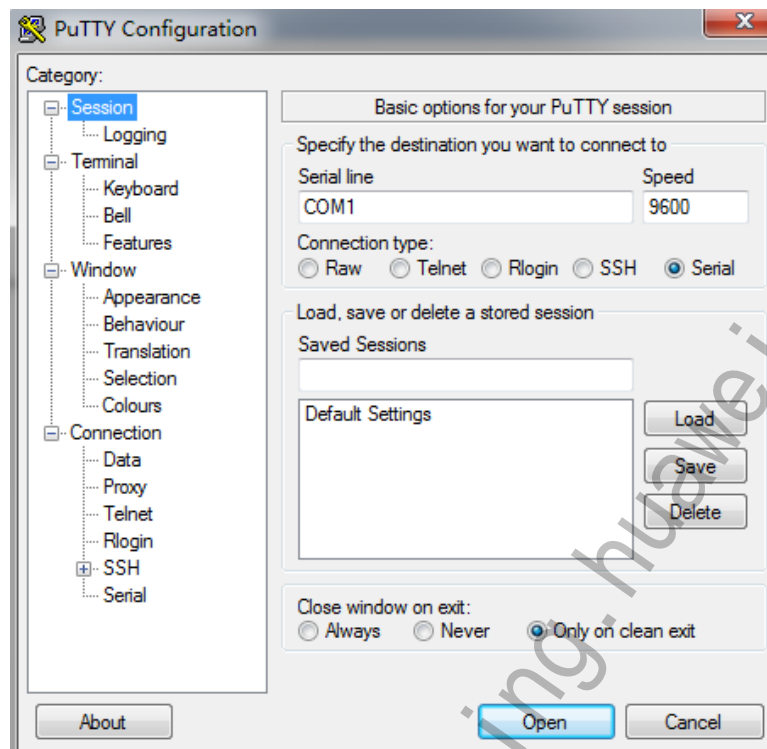 PuTTY Configuration
Category:
Session
Logging
Terminal
Keyboard
Bell
Features
Window
Appearance
Behaviour
Translation
Selection
Colours
Connection
Data
Proxy
Telnet
Rlogin
SSH
Serial
Basic options for your PuTTY session
Specify the destination you want to connect to
Serial line Speed
COM1 9600
Connection type:
Raw Telnet Rlogin SSH Serial
Load, save or delete a stored session
Saved Sessions
Default Settings
Load
Save
Delete
Close window on exit:
Always Never Only on clean exit
About Open Cancel
ing.huawei